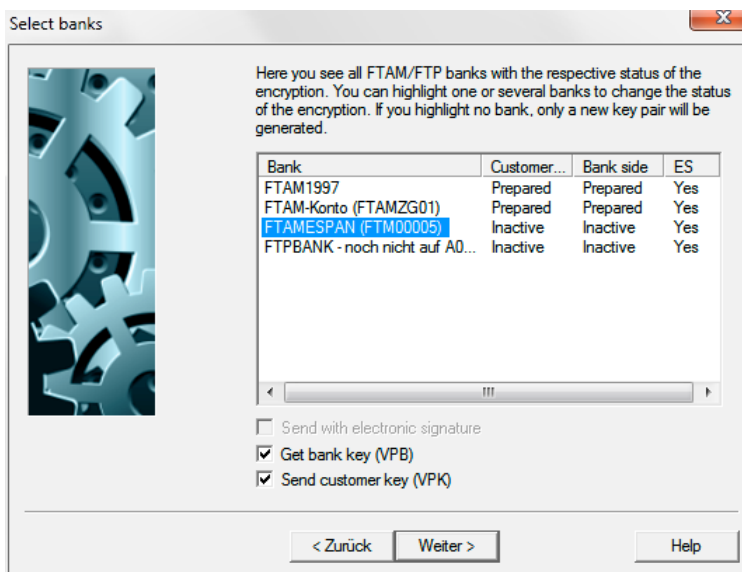 Select banks
Here you see all FTAM/FTP banks with the respective status of the
encryption. You can highlight one or several banks to change the status
of the encryption. If you highlight no bank, only a new key pair will be
generated.
Bank Customer... Bank side ES
FTAM1997 Prepared Prepared Yes
FTAM-Konto (FTAMZG01) Prepared Prepared Yes
FTAMESPAN (FTM00005) Inactive Inactive Yes
FTPBANK - noch nicht auf A0... Inactive Inactive Yes
Send with electronic signature
Get bank key (VPB)
Send customer key (VPK)
< Zurück Weiter > Help